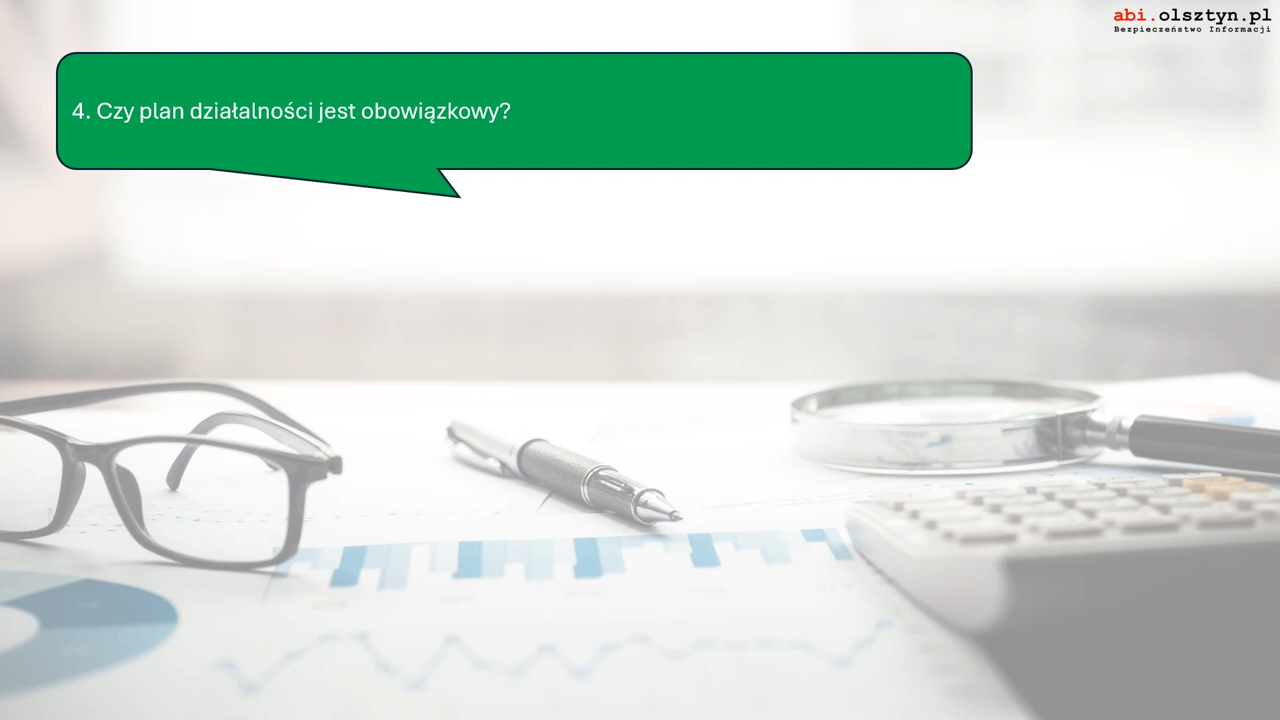 abi.olsztyn.pl
Bezpieczeństwo Informacji
4. Czy plan działalności jest obowiązkowy?